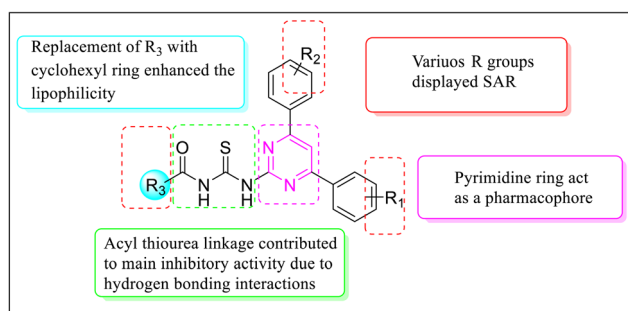 Replacement of R3 with
cyclohexyl ring enhanced the
lipophilicity
R2
Variuos R groups
displayed SAR
O
S
N
R3
N
H
N
H
N
R1
Pyrimidine ring act
as a pharmacophore
Acyl thiourea linkage contributed
to main inhibitory activity due to
hydrogen bonding interactions